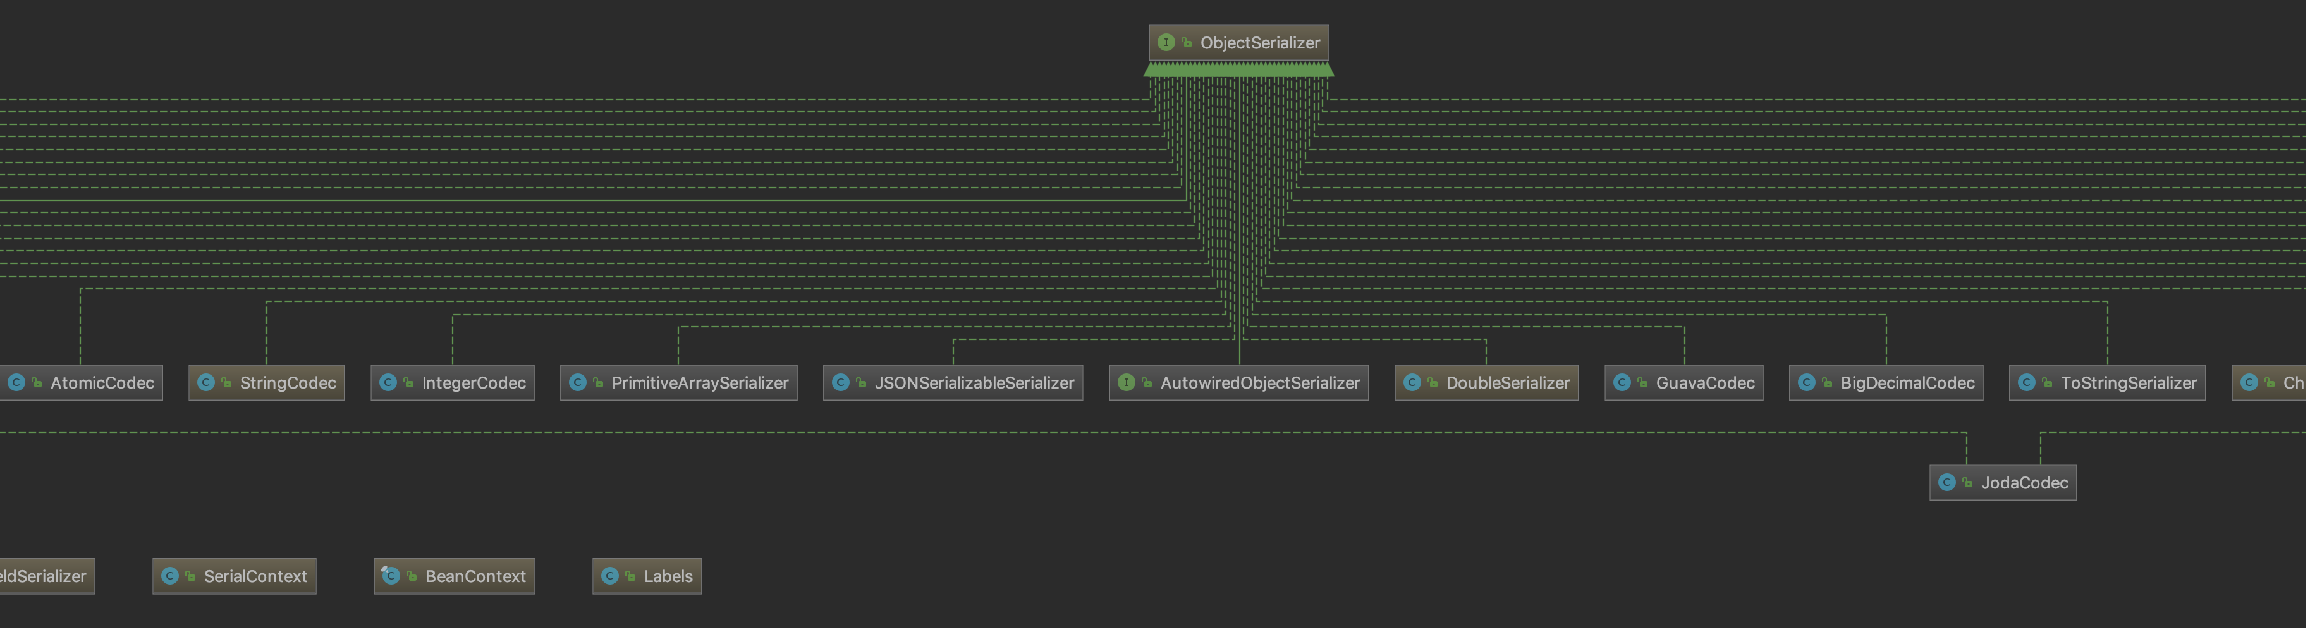 ObjectSerializer
AtomicCodec
StringCodec
IntegerCodec
PrimitiveArraySerializer
JSONSerializableSerializer
AutowiredObjectSerializer
DoubleSerializer
GuavaCodec
BigDecimalCodec
ToStringSerializer
Ch
JodaCodec
eldSerializer
SerialContext
BeanContext
Labels